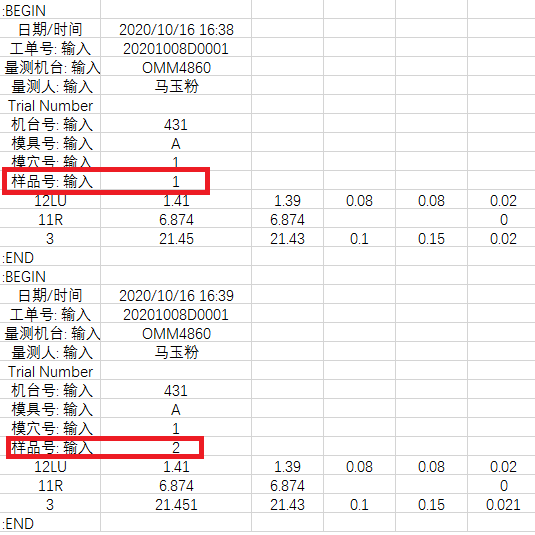 :BEGIN
日期/时间 2020/10/16 16:38
工单号: 输入 20201008D0001
量测机台: 输入 OMM4860
量测人: 输入 马玉粉
Trial Number
机台号: 输入 431
模具号: 输入 A
模穴号: 输入 1
样品号: 输入 1
12LU 1.41 1.39 0.08 0.08 0.02
11R 6.874 6.874 0
3 21.45 21.43 0.1 0.15 0.02
:END
:BEGIN
日期/时间 2020/10/16 16:39
工单号: 输入 20201008D0001
量测机台: 输入 OMM4860
量测人: 输入 马玉粉
Trial Number
机台号: 输入 431
模具号: 输入 A
模穴号: 输入 1
样品号: 输入 2
12LU 1.41 1.39 0.08 0.08 0.02
11R 6.874 6.874 0
3 21.451 21.43 0.1 0.15 0.021
:END